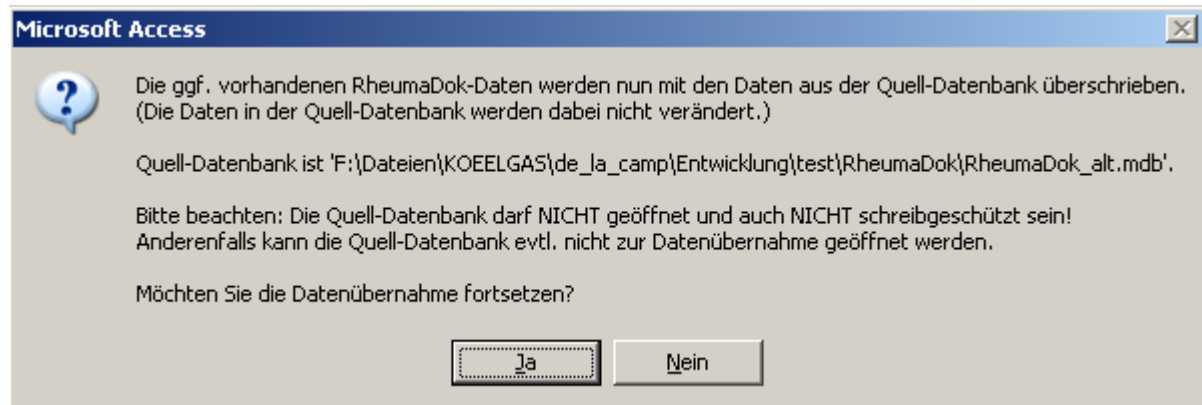 Microsoft Access
Die ggf. vorhandenen RheumaDok-Daten werden nun mit den Daten aus der Quell-Datenbank überschrieben.
(Die Daten in der Quell-Datenbank werden dabei nicht verändert.)
Quell-Datenbank ist 'F:\Dateien\KOEELGAS\de_la_camp\Entwicklung\test\RheumaDok\RheumaDok_alt.mdb'.
Bitte beachten: Die Quell-Datenbank darf NICHT geöffnet und auch NICHT schreibgeschützt sein!
Anderenfalls kann die Quell-Datenbank evtl. nicht zur Datenübernahme geöffnet werden.
Möchten Sie die Datenübernahme fortsetzen?
Ja
Nein